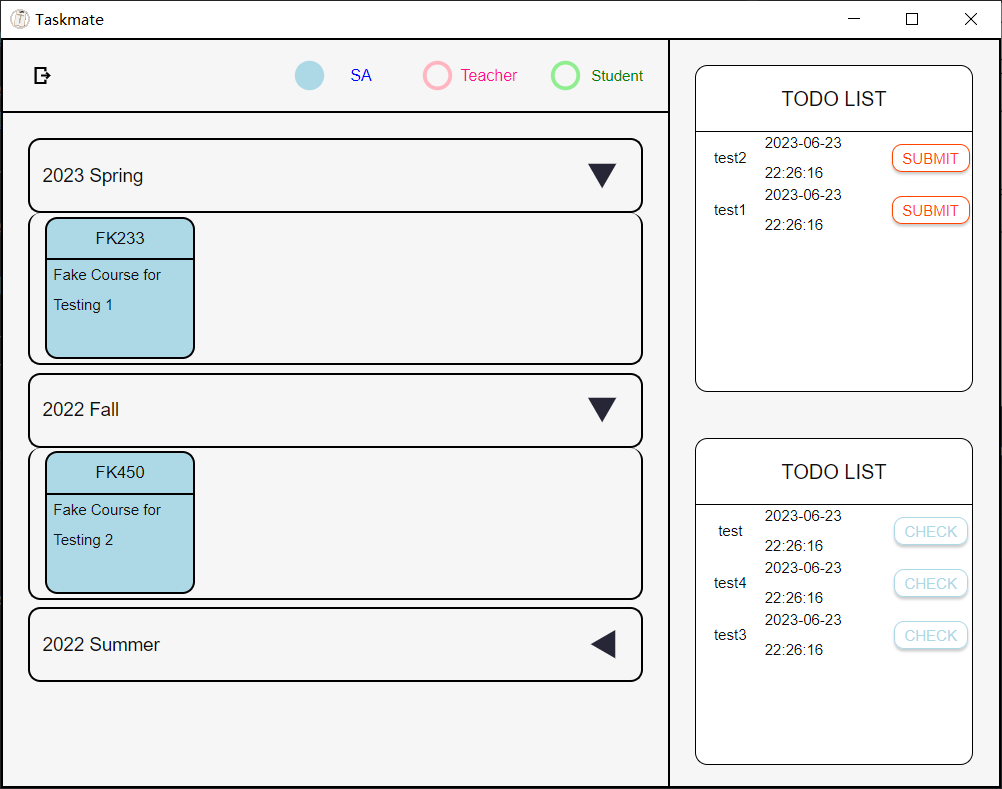 Taskmate
SA
Teacher
Student
2023 Spring
FK233
Fake Course for
Testing 1
2022 Fall
FK450
Fake Course for
Testing 2
2022 Summer
TODO LIST
test2
2023-06-23
22:26:16
SUBMIT
test1
2023-06-23
22:26:16
SUBMIT
TODO LIST
test
2023-06-23
22:26:16
CHECK
test4
2023-06-23
22:26:16
CHECK
test3
2023-06-23
22:26:16
CHECK